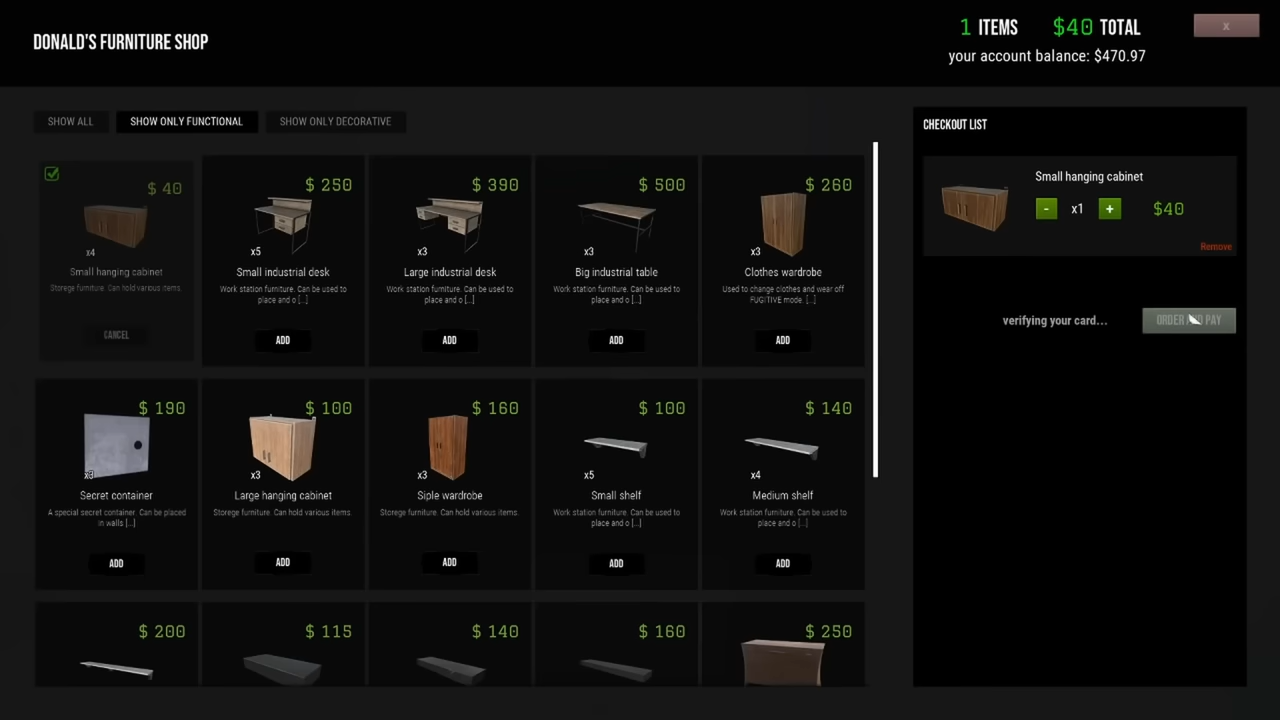 DONALD'S FURNITURE SHOP
1 ITEMS $40 TOTAL
x
your account balance: $470.97
SHOW ALL
SHOW ONLY FUNCTIONAL
SHOW ONLY DECORATIVE
CHECKOUT LIST
Small hanging cabinet
- x1 + $40
Remove
verifying your card...
ORDER AND PAY
$ 40
x4
Small hanging cabinet
Storege furniture. Can hold various items.
CANCEL
$ 250
x5
Small industrial desk
Work station furniture. Can be used to
place and o [...]
ADD
$ 390
x3
Large industrial desk
Work station furniture. Can be used to
place and o [...]
ADD
$ 500
x3
Big industrial table
Work station furniture. Can be used to
place and o [...]
ADD
$ 260
x3
Clothes wardrobe
Used to change clothes and wear off
FUGITIVE mode. [...]
ADD
$ 190
x3
Secret container
A special secret container. Can be placed
in walls [...]
ADD
$ 100
x3
Large hanging cabinet
Storege furniture. Can hold various items.
ADD
$ 160
x3
Siple wardrobe
Storege furniture. Can hold various items.
ADD
$ 100
x5
Small shelf
Work station furniture. Can be used to
place and o [...]
ADD
$ 140
x4
Medium shelf
Work station furniture. Can be used to
place and o [...]
ADD
$ 200
$ 115
$ 140
$ 160
$ 250